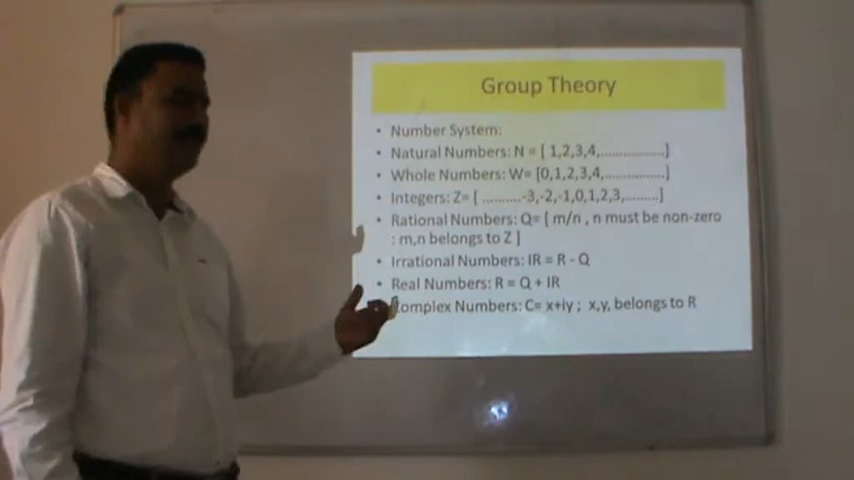 Group Theory
• Number System:
• Natural Numbers: N = [ 1,2,3,4,..................]
• Whole Numbers: W= [0,1,2,3,4,.................]
• Integers: Z= [ ..........-3,-2,-1,0,1,2,3,.........]
• Rational Numbers: Q= [ m/n , n must be non-zero
: m,n belongs to Z ]
• Irrational Numbers: IR = R - Q
• Real Numbers: R = Q + IR
Complex Numbers: C= x+iy ; x,y, belongs to R